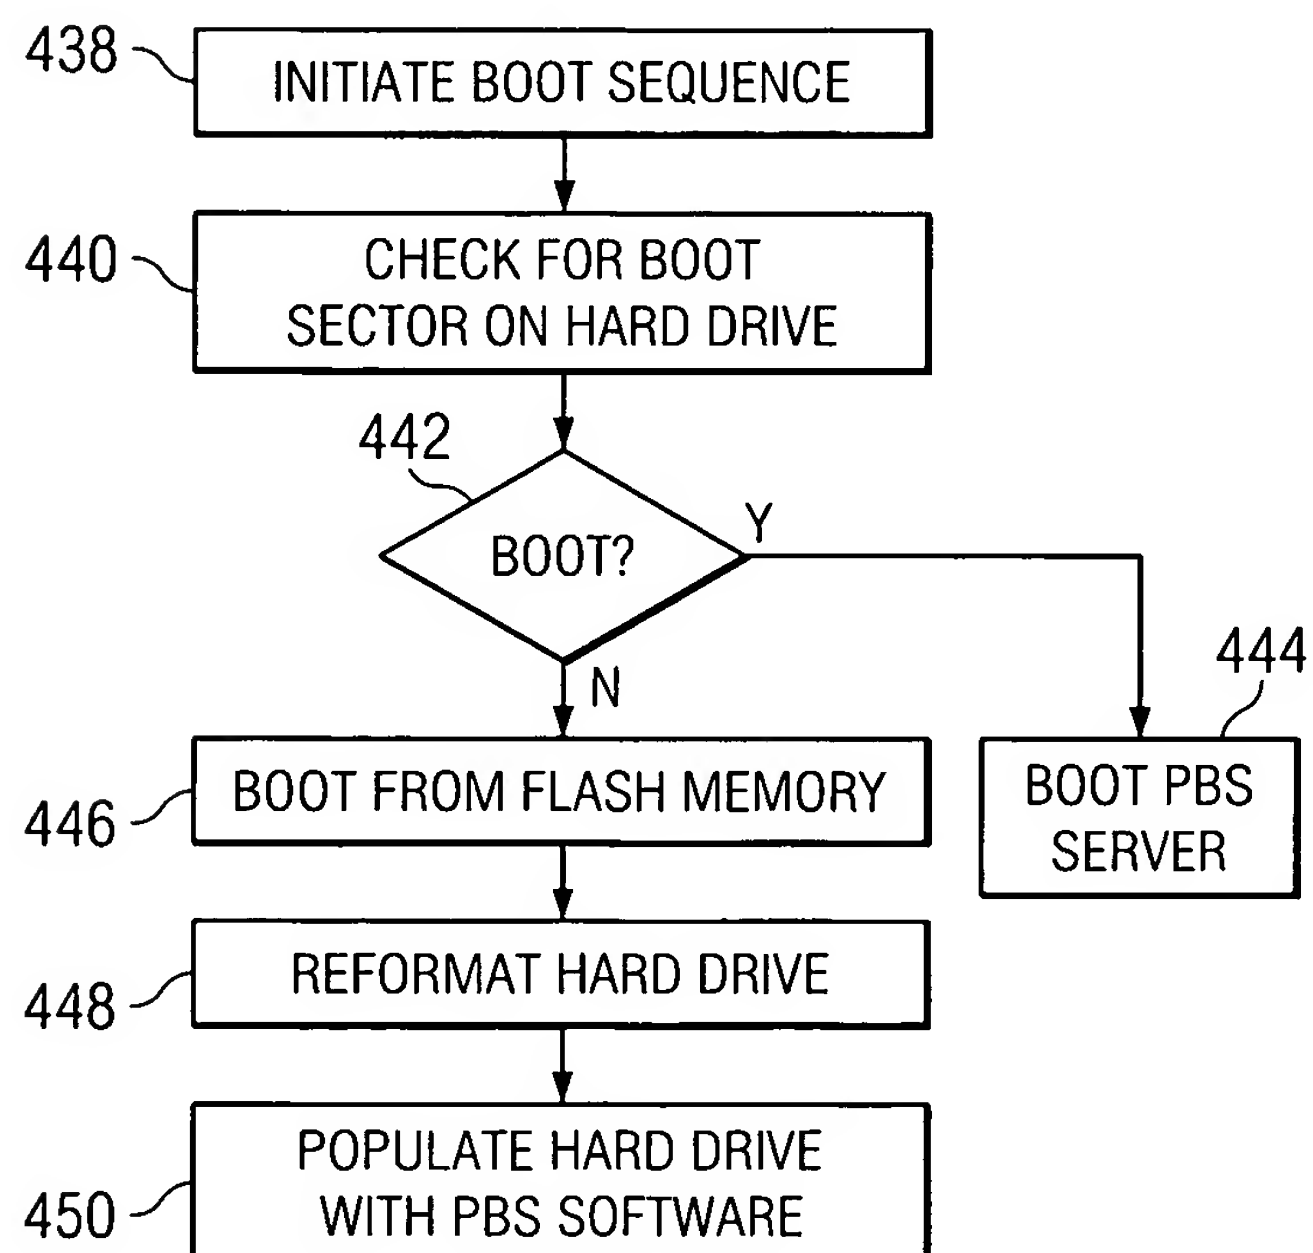 438
INITIATE BOOT SEQUENCE
440
CHECK FOR BOOT
SECTOR ON HARD DRIVE
442
BOOT?
Y
N
444
BOOT PBS
SERVER
446
BOOT FROM FLASH MEMORY
448
REFORMAT HARD DRIVE
450
POPULATE HARD DRIVE
WITH PBS SOFTWARE